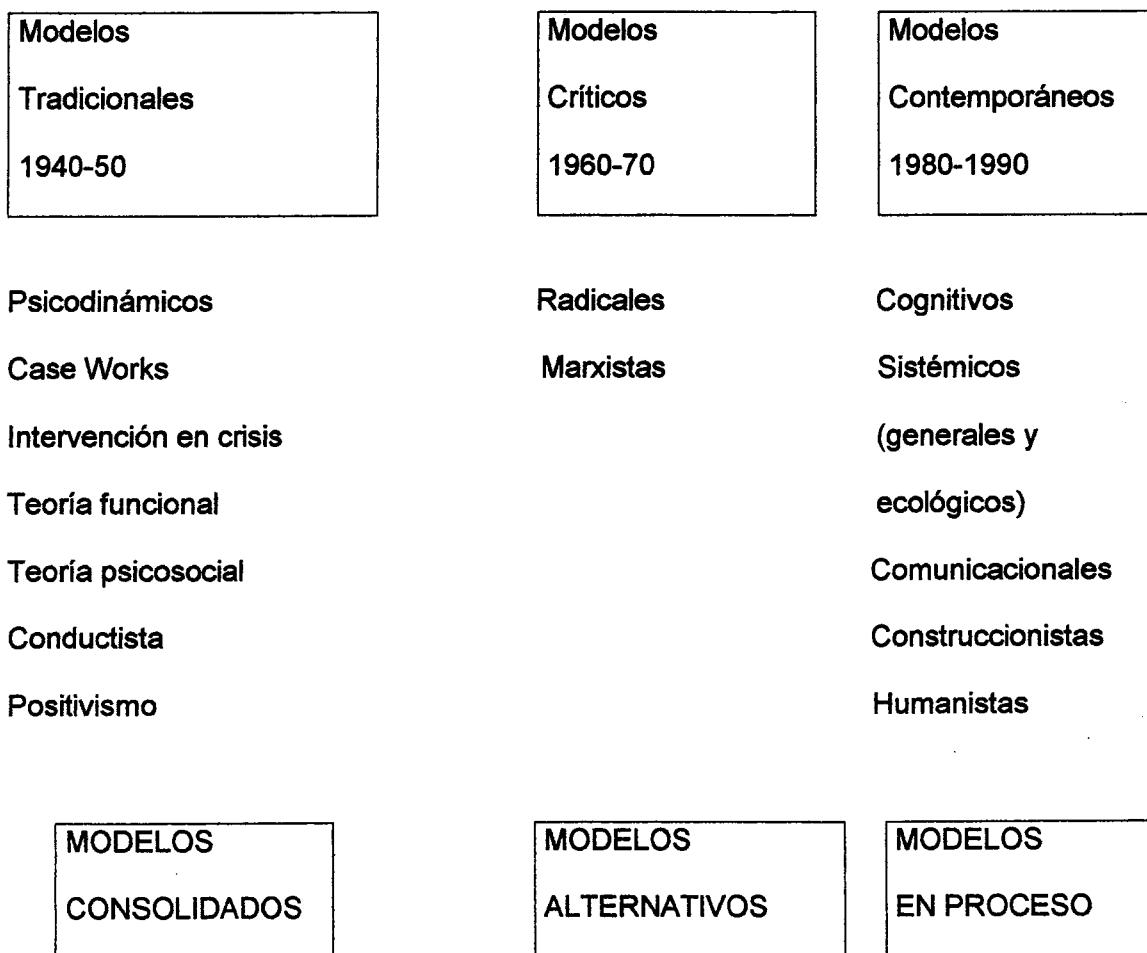 Modelos
Tradicionales
1940-50
Psicodinámicos
Case Works
Intervención en crisis
Teoría funcional
Teoría psicosocial
Conductista
Positivismo
MODELOS
CONSOLIDADOS
Modelos
Críticos
1960-70
Radicales
Marxistas
MODELOS
ALTERNATIVOS
Modelos
Contemporáneos
1980-1990
Cognitivos
Sistémicos
(generales y
ecológicos)
Comunicacionales
Construccionistas
Humanistas
MODELOS
EN PROCESO